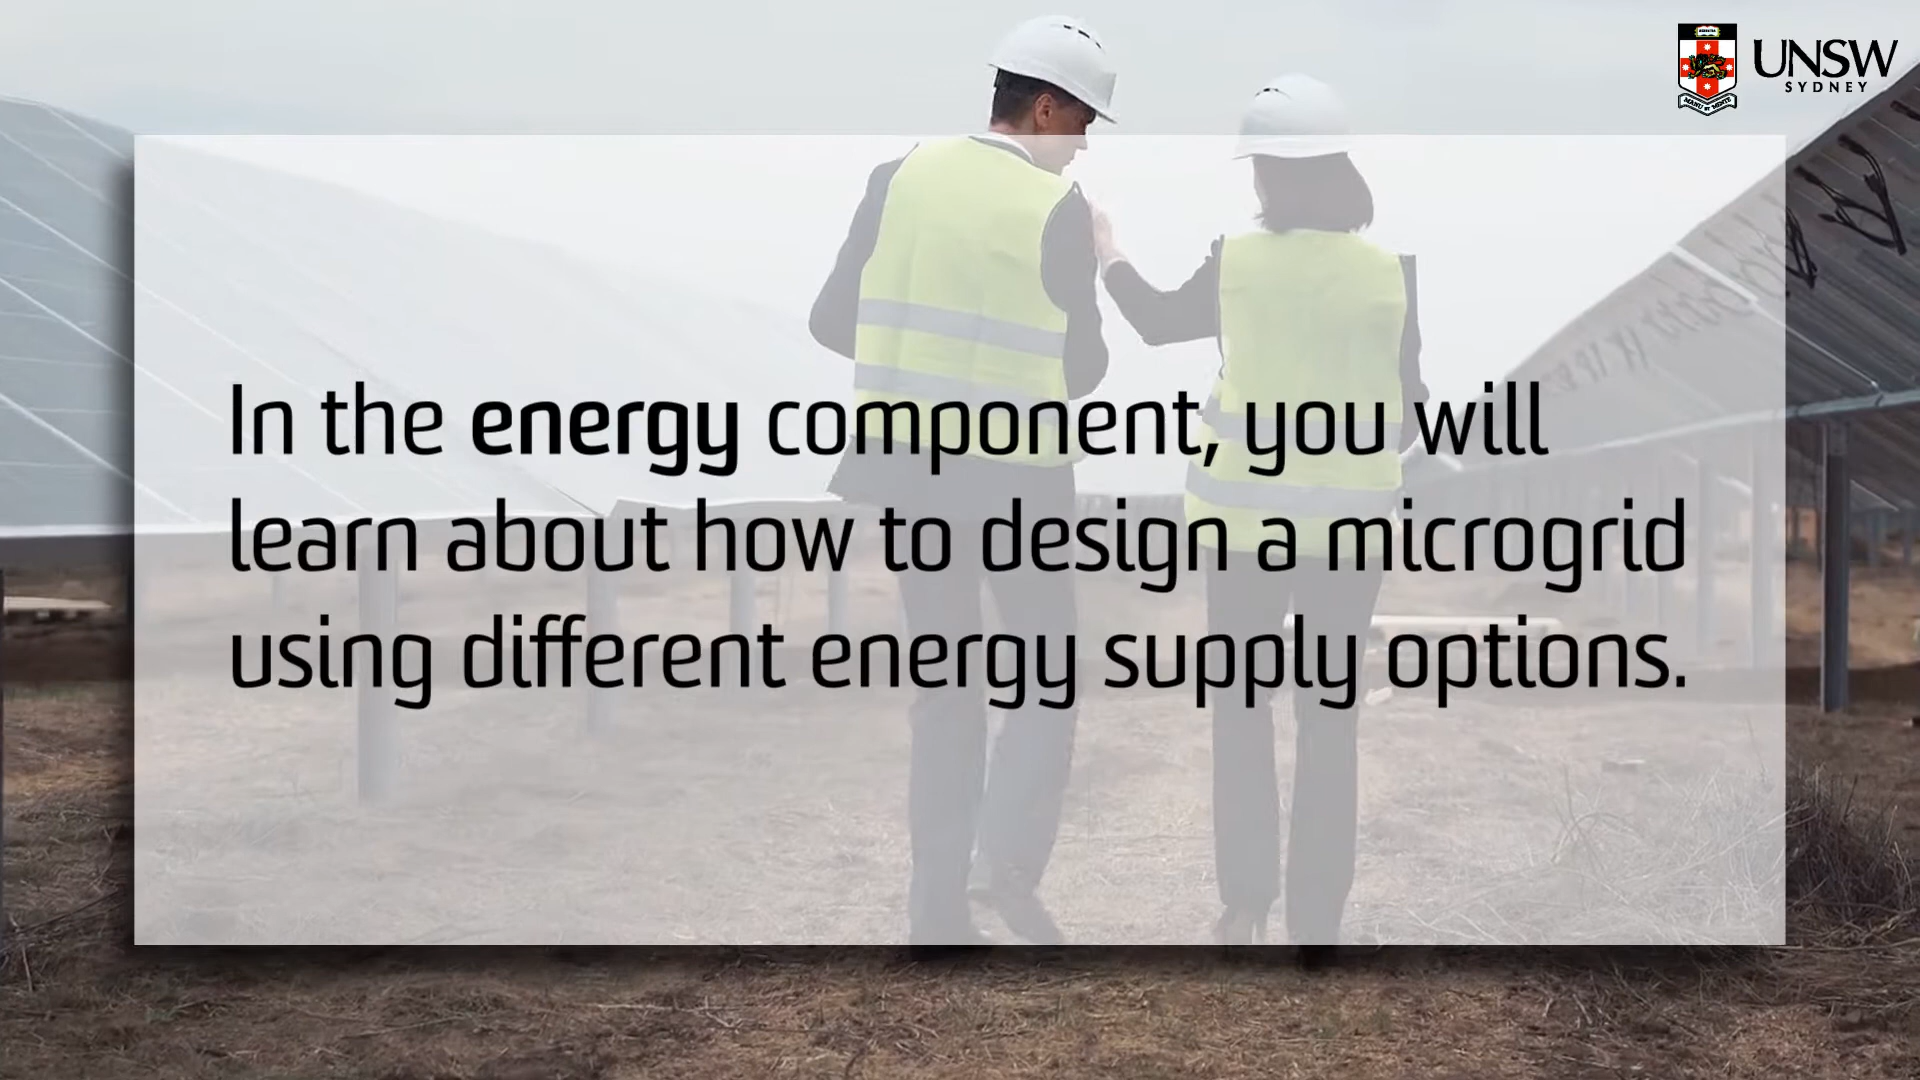 UNSW
SYDNEY
In the energy component, you will
learn about how to design a microgrid
using different energy supply options.